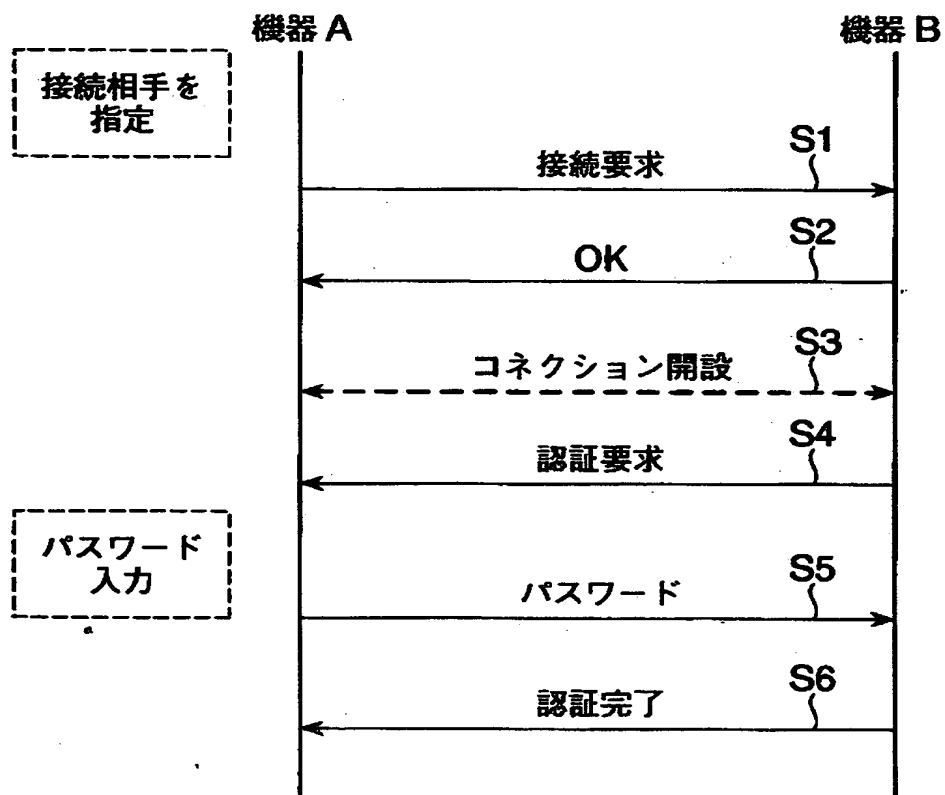 機器 A
機器 B
接続相手を
指定
S1
接続要求
S2
OK
S3
コネクション開設
S4
認証要求
パスワード
入力
S5
パスワード
S6
認証完了